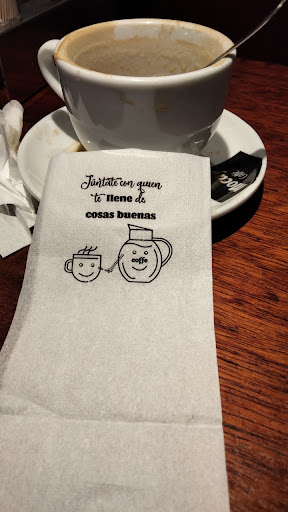 Júntate con quien
te llene de
cosas buenas
coffe